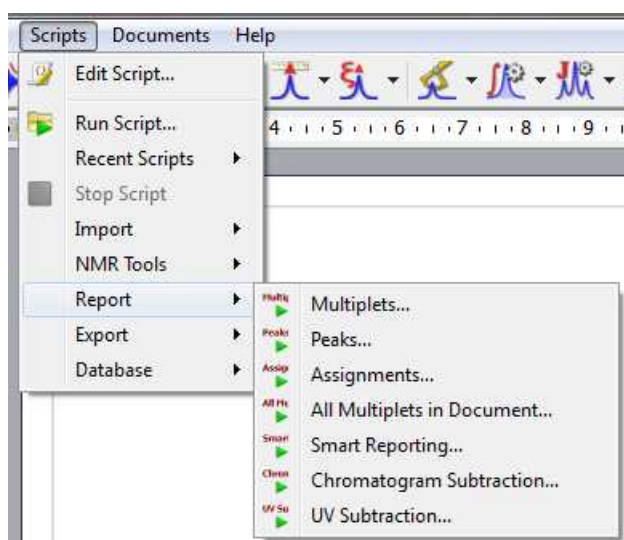 Scripts Documents Help
Edit Script...
4 5 6 7 8 9
Run Script...
Recent Scripts
Stop Script
Import
NMR Tools
Report
Export
Database
Multiplets...
Peaks...
Assignments...
All Multiplets in Document...
Smart Reporting...
Chromatogram Subtraction...
UV Subtraction...